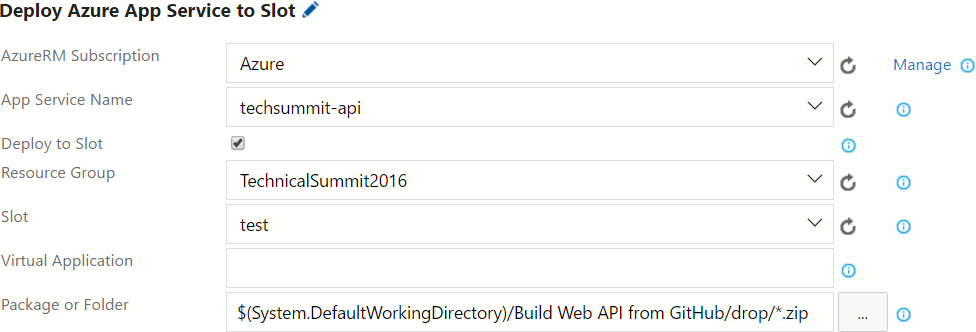 Deploy Azure App Service to Slot
AzureRM Subscription Azure Manage
App Service Name techsummit-api
Deploy to Slot
Resource Group TechnicalSummit2016
Slot test
Virtual Application
Package or Folder $(System.DefaultWorkingDirectory)/Build Web API from GitHub/drop/*.zip ...